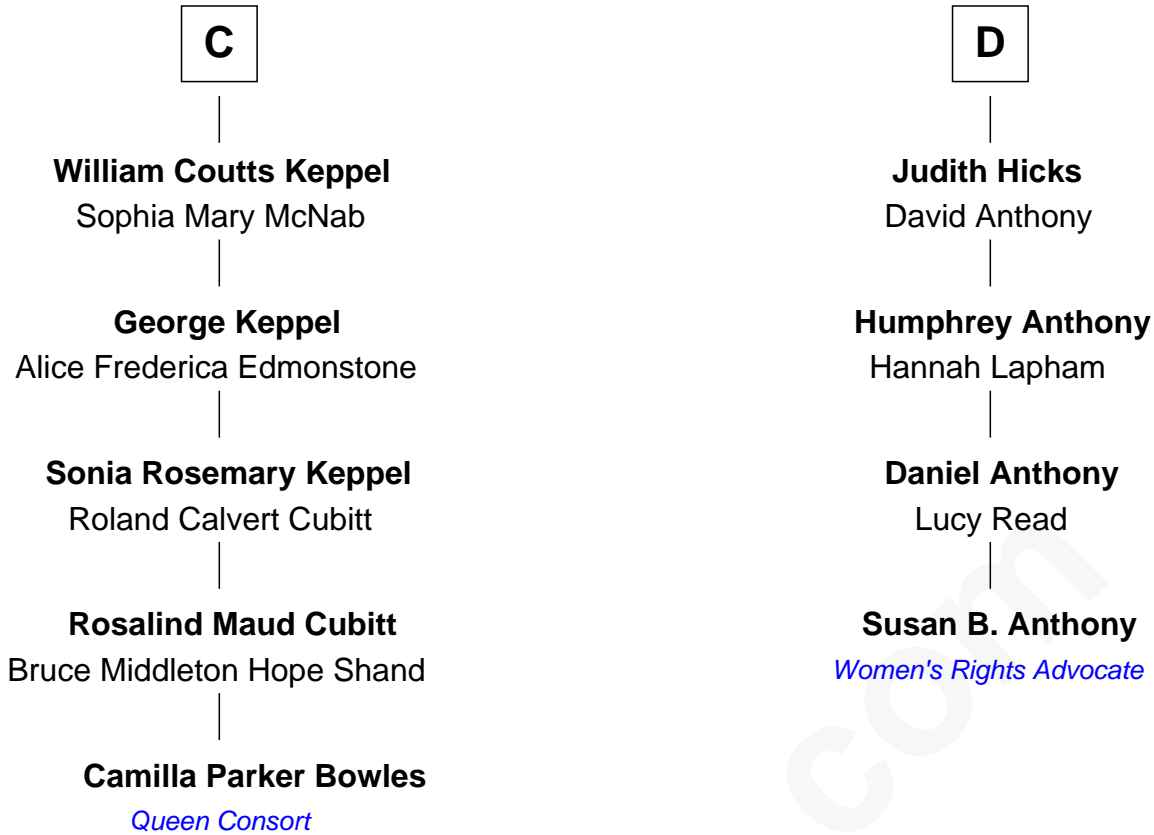 C
William Coutts Keppel
Sophia Mary McNab
George Keppel
Alice Frederica Edmonstone
Sonia Rosemary Keppel
Roland Calvert Cubitt
Rosalind Maud Cubitt
Bruce Middleton Hope Shand
Camilla Parker Bowles
Queen Consort
D
Judith Hicks
David Anthony
Humphrey Anthony
Hannah Lapham
Daniel Anthony
Lucy Read
Susan B. Anthony
Women's Rights Advocate
com